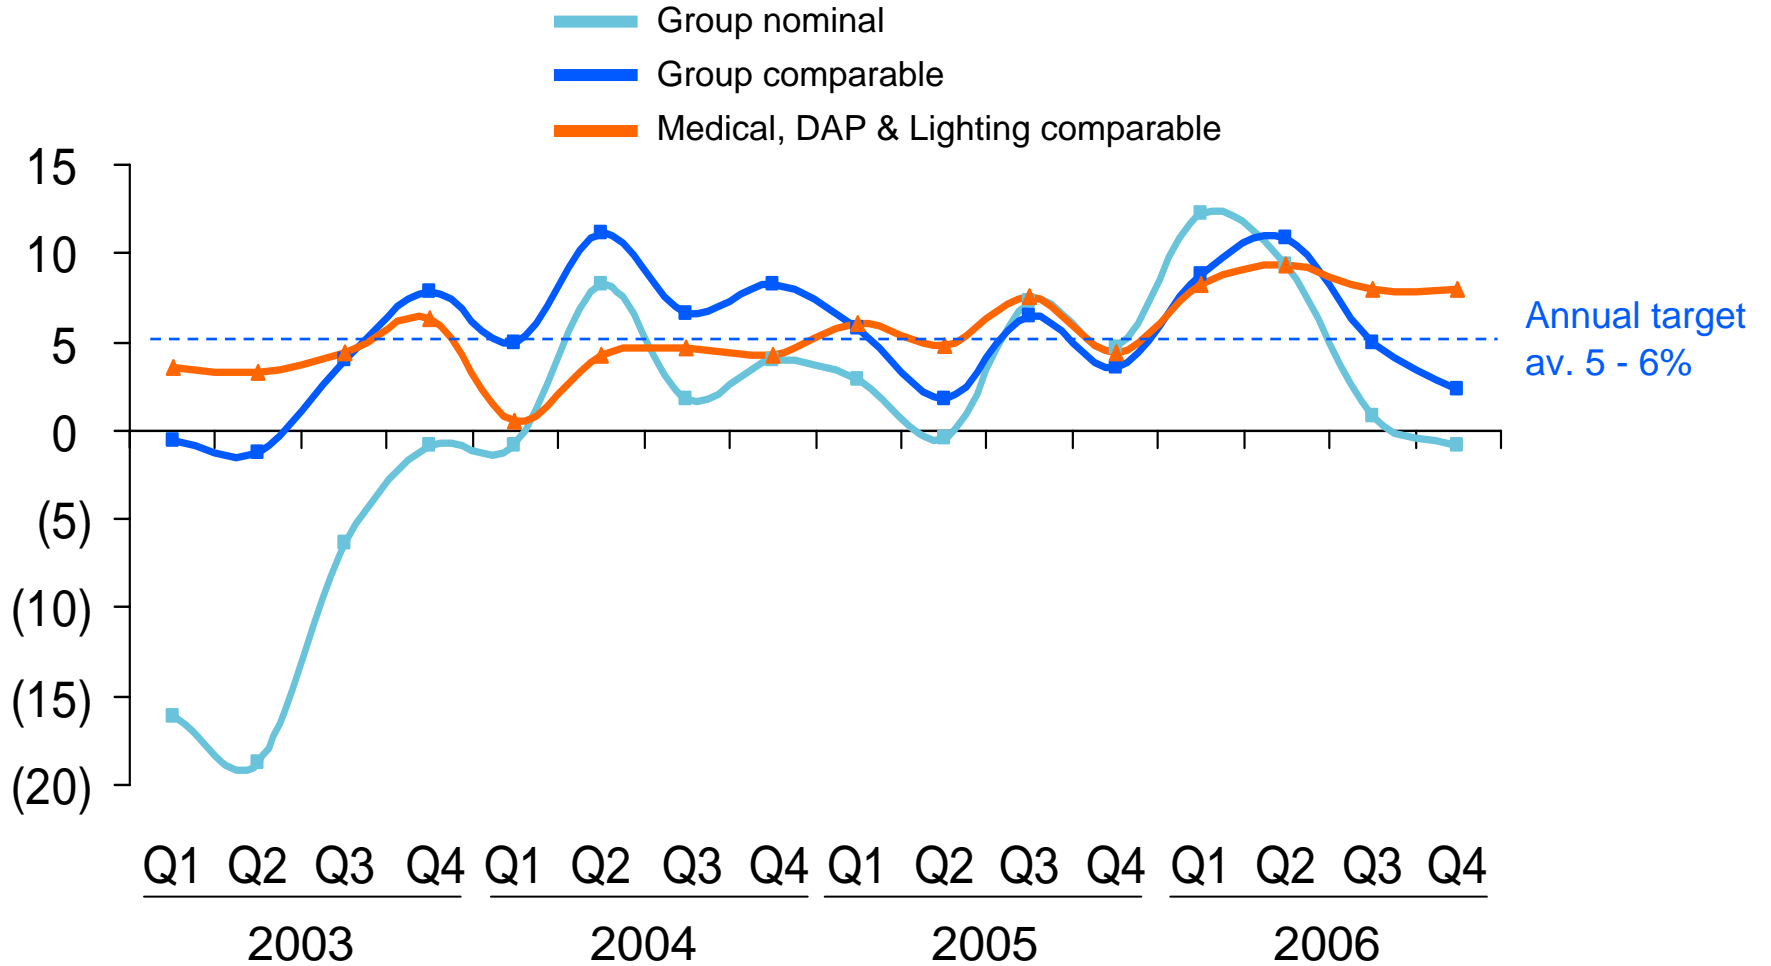 Group nominal
Group comparable
Medical, DAP & Lighting comparable
15
10
5
0
(5)
(10)
(15)
(20)
Annual target
av. 5 - 6%
Q1 Q2 Q3 Q4 Q1 Q2 Q3 Q4 Q1 Q2 Q3 Q4 Q1 Q2 Q3 Q4
2003 2004 2005 2006